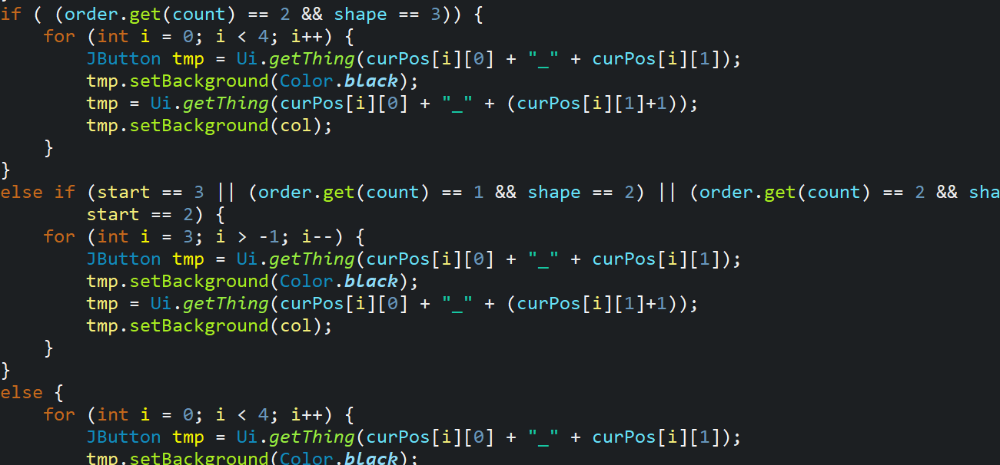 if ( (order.get(count) == 2 && shape == 3)) {
for (int i = 0; i < 4; i++) {
JButton tmp = Ui.getThing(curPos[i][0] + "_" + curPos[i][1]);
tmp.setBackground(Color.black);
tmp = Ui.getThing(curPos[i][0] + "_" + (curPos[i][1]+1));
tmp.setBackground(col);
}
}
else if (start == 3 || (order.get(count) == 1 && shape == 2) || (order.get(count) == 2 && sha
start == 2) {
for (int i = 3; i > -1; i--) {
JButton tmp = Ui.getThing(curPos[i][0] + "_" + curPos[i][1]);
tmp.setBackground(Color.black);
tmp = Ui.getThing(curPos[i][0] + "_" + (curPos[i][1]+1));
tmp.setBackground(col);
}
}
else {
for (int i = 0; i < 4; i++) {
JButton tmp = Ui.getThing(curPos[i][0] + "_" + curPos[i][1]);
tmp.setBackground(Color.black);